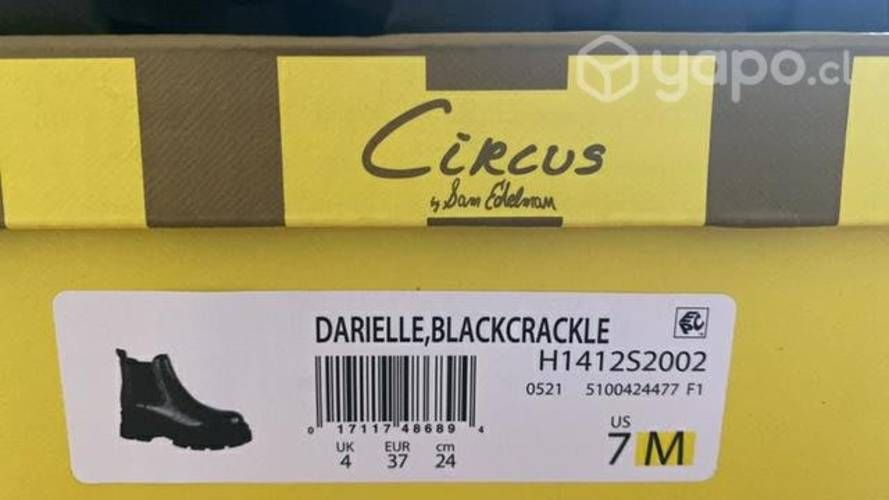 yapo.cl
Circus
by Sam Edelman
DARIELLE,BLACKCRACKLE
H1412S2002
0521 5100424477 F1
0 17117 48689 4
UK EUR cm
4 37 24
US
7 M